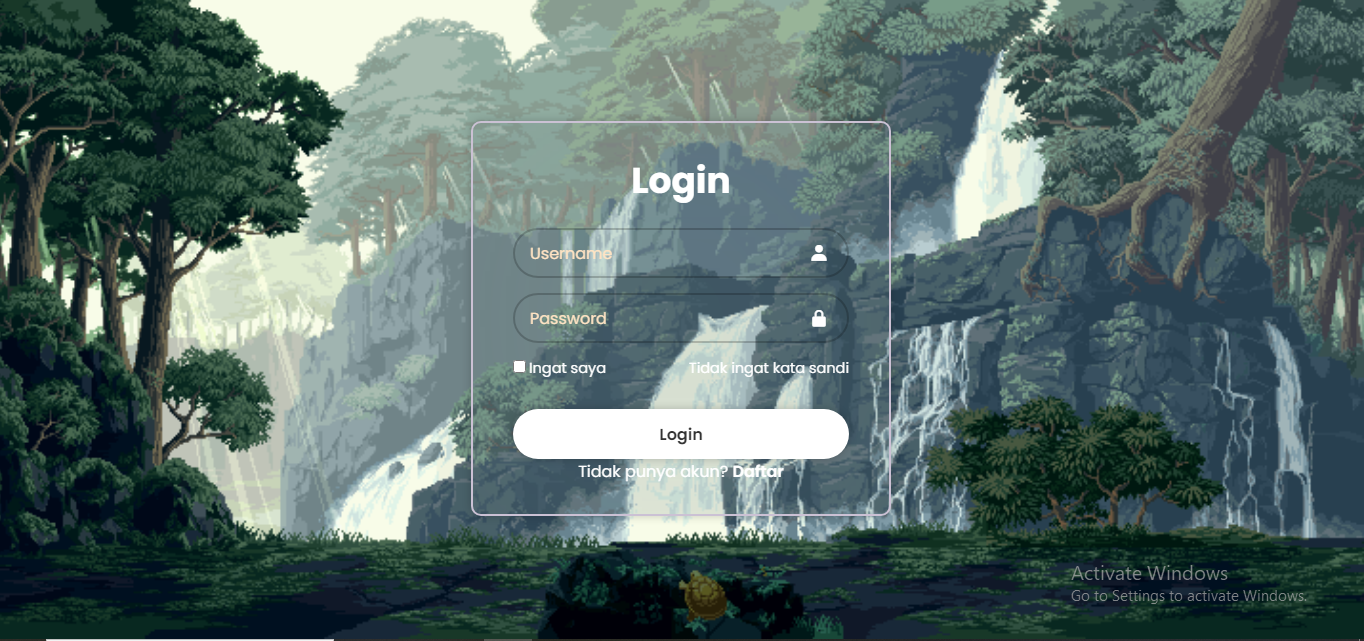 Login
Username
Password
Ingat saya
Tidak ingat kata sandi
Login
Tidak punya akun? Daftar
Activate Windows
Go to Settings to activate Windows.